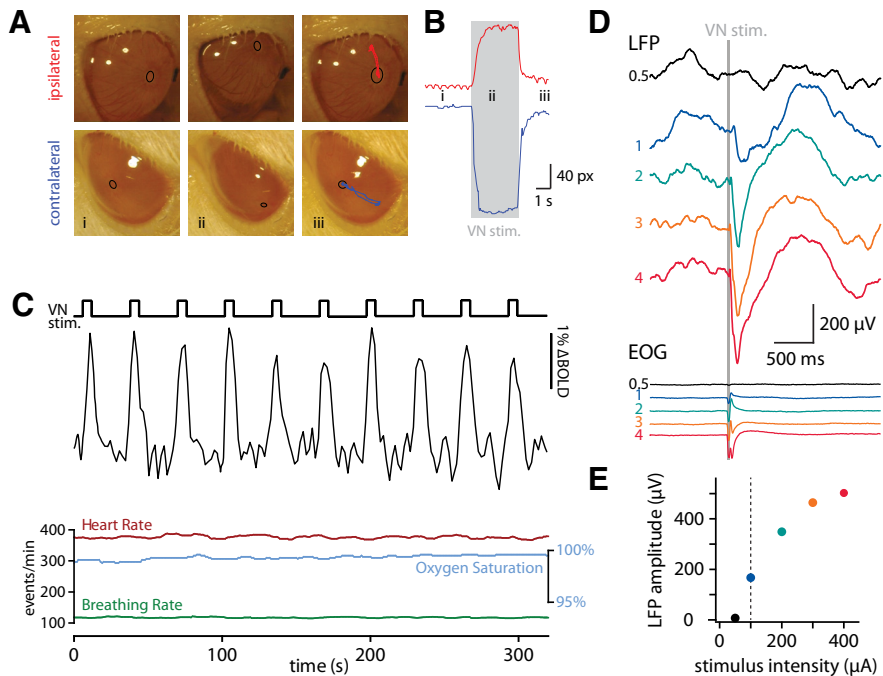 A
ipsilateral
contralateral
i
ii
iii
B
i
ii
iii
40 px
1 s
VN stim.
C
VN
stim.
1% ΔBOLD
400
300
200
100
events/min
Heart Rate
Oxygen Saturation
Breathing Rate
100%
95%
0
100
200
300
time (s)
D
VN stim.
LFP
0.5
1
2
3
4
200 μV
500 ms
EOG
0,5
1
2
3
4
E
LFP amplitude (μV)
400
200
0
0
200
400
stimulus intensity (μA)